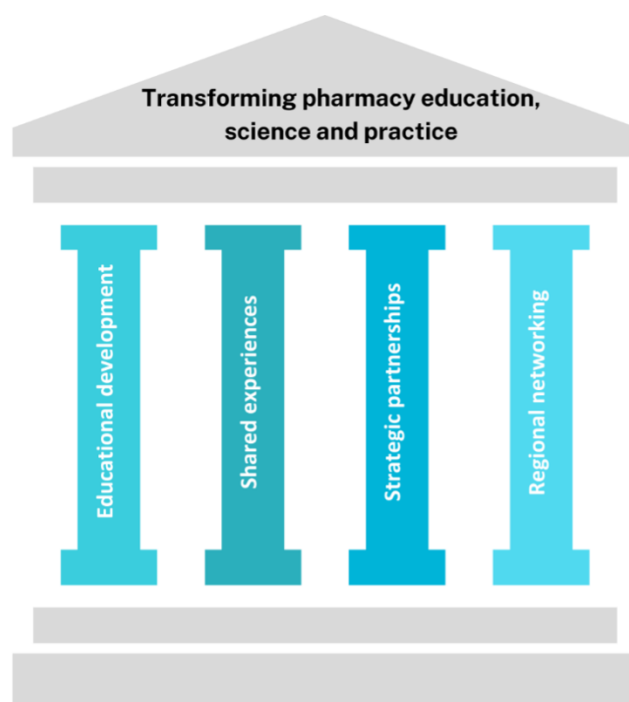 Transforming pharmacy education,
science and practice
Educational development
Shared experiences
Strategic partnerships
Regional networking